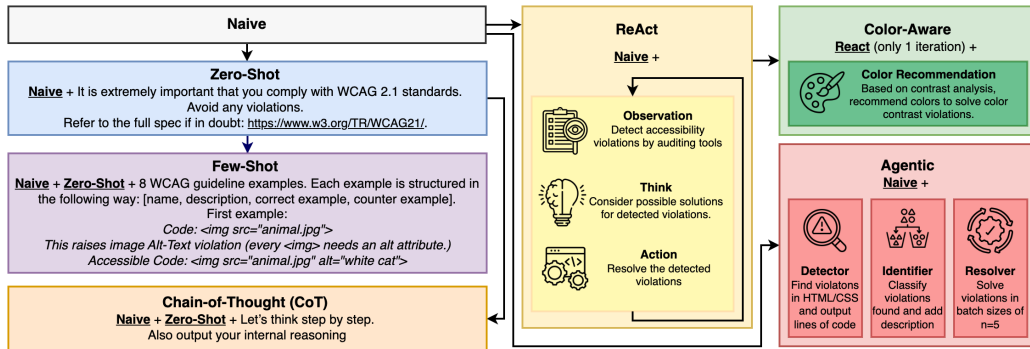 Naive
Zero-Shot
Naive + It is extremely important that you comply with WCAG 2.1 standards.
Avoid any violations.
Refer to the full spec if in doubt: https://www.w3.org/TR/WCAG21/.
Few-Shot
Naive + Zero-Shot + 8 WCAG guideline examples. Each example is structured in
the following way: [name, description, correct example, counter example].
First example:
Code: <img src="animal.jpg">
This raises image Alt-Text violation (every <img> needs an alt attribute.)
Accessible Code: <img src="animal.jpg" alt="white cat">
Chain-of-Thought (CoT)
Naive + Zero-Shot + Let's think step by step.
Also output your internal reasoning
ReAct
Naive +
Observation
Detect accessibility
violations by auditing tools
Think
Consider possible solutions
for detected violations.
Action
Resolve the detected
violations
Color-Aware
React (only 1 iteration) +
Color Recommendation
Based on contrast analysis,
recommend colors to solve color
contrast violations.
Agentic
Naive +
Detector
Find violatons
in HTML/CSS
and output
lines of code
Identifier
Classify
violations
found and add
description
Resolver
Solve
violations in
batch sizes of
n=5